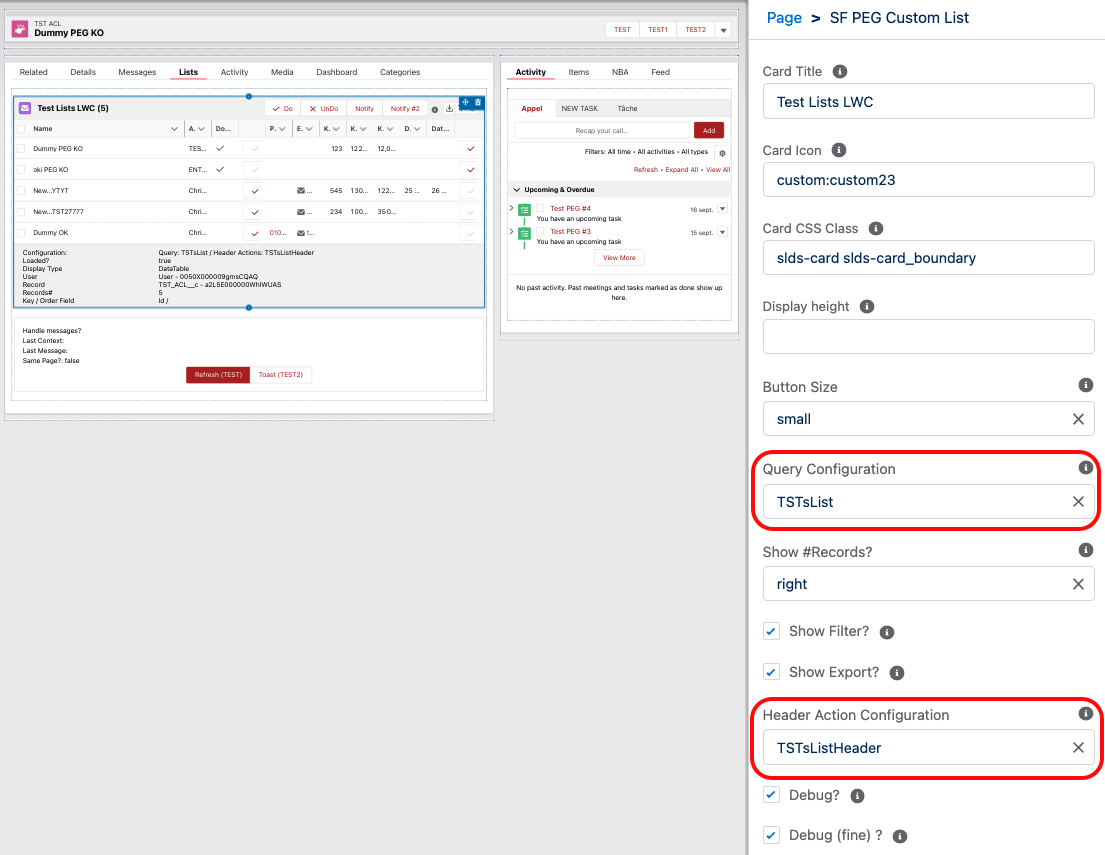 TST ACL
Dummy PEG KO
TEST TEST1 TEST2
Related Details Messages Lists Activity Media Dashboard Categories
Test Lists LWC (5)
Do UnDo Notify Notify #2
Name A. Do... P. E. K. K. K. D. Dat...
Dummy PEG KO TES... 123 122... 12,0...
oki PEG KO ENT...
New...YTYT Chri... ... 545 130... 122... 25 ... 26 ...
New...TST27777 Chri... ... 234 100... 350...
Dummy OK Chri... 010... t...
Configuration: Query: TSTsList / Header Actions: TSTsListHeader
Loaded? true
Display Type DataTable
User User - 0050X000009gmsCQAQ
Record TST_ACL__c - a2L5E000000WhIWUAS
Records# 5
Key / Order Field Id /
Handle messages?
Last Context:
Last Message:
Same Page?: false
Refresh (TEST) Toast (TEST2)
Activity Items NBA Feed
Appel NEW TASK Tâche
Recap your call... Add
Filters: All time • All activities • All types
Refresh • Expand All • View All
Upcoming & Overdue
Test PEG #4 16 sept.
You have an upcoming task
Test PEG #3 15 sept.
You have an upcoming task
View More
No past activity. Past meetings and tasks marked as done show up
here.
Page > SF PEG Custom List
Card Title
Test Lists LWC
Card Icon
custom:custom23
Card CSS Class
slds-card slds-card_boundary
Display height
Button Size
small
Query Configuration
TSTsList
Show #Records?
right
Show Filter?
Show Export?
Header Action Configuration
TSTsListHeader
Debug?
Debug (fine) ?